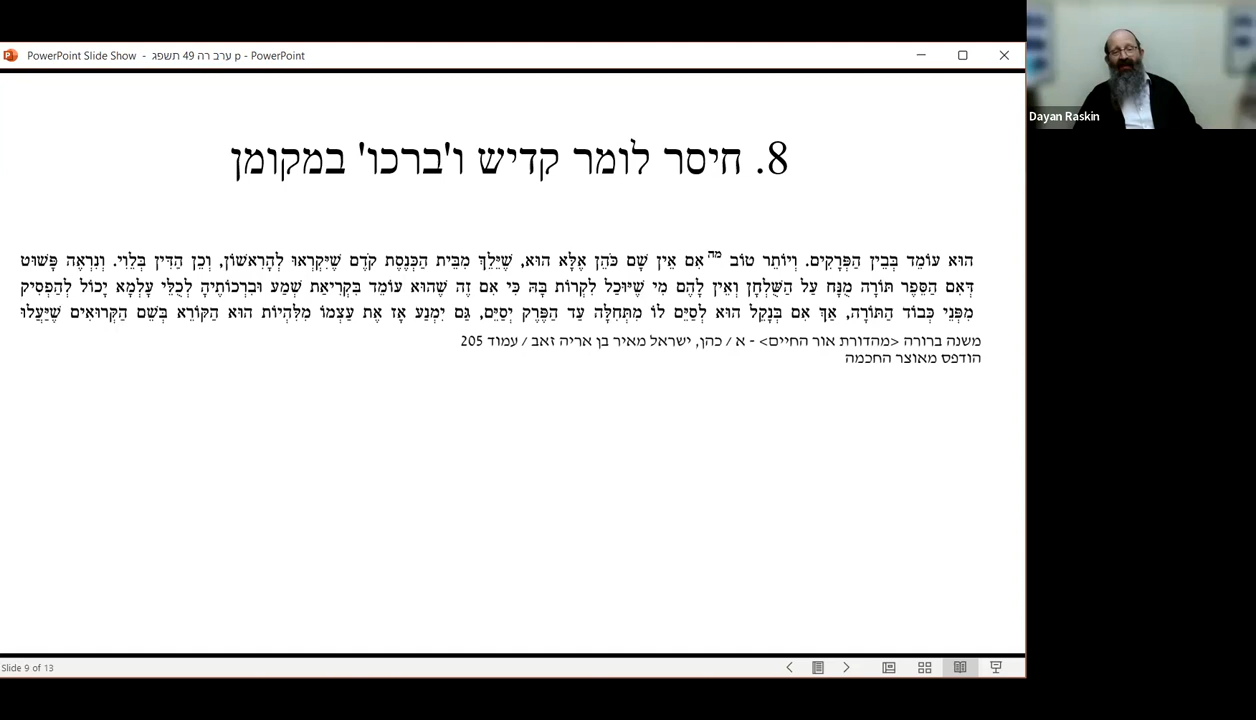 PowerPoint Slide Show - ערב רה 49 תשפג p - PowerPoint
Dayan Raskin
8. חיסר לומר קדיש ו'ברכו' במקומן
הוּא עוֹמֵד בְּבֵין הַפְּרָקִים. וְיוֹתֵר טוֹב מה אִם אֵין שָׁם כֹּהֵן אֶלָּא הוּא, שֶׁיֵּלֵךְ מִבֵּית הַכְּנֶסֶת קֹדֶם שֶׁיִּקְרְאוּ לְהָרִאשׁוֹן, וְכֵן הַדִּין בְּלֵוִי. וְנִרְאֶה פָּשׁוּט
דְּאִם הַסֵּפֶר תּוֹרָה מֻנָּח עַל הַשֻּׁלְחָן וְאֵין לָהֶם מִי שֶׁיּוּכַל לִקְרוֹת בָּהּ כִּי אִם זֶה שֶׁהוּא עוֹמֵד בִּקְרִיאַת שְׁמַע וּבִרְכוֹתֶיהָ לְכֻלֵּי עָלְמָא יָכוֹל לְהַפְסִיק
מִפְּנֵי כְּבוֹד הַתּוֹרָה, אַךְ אִם בְּנָקֵל הוּא לְסַיֵּם לוֹ מִתְּחִלָּה עַד הַפֶּרֶק יְסַיֵּם, גַּם יִמְנַע אָז אֶת עַצְמוֹ מִלִּהְיוֹת הוּא הַקּוֹרֵא בְּשֵׁם הַקְּרוּאִים שֶׁיַּעֲלוּ
משנה ברורה <מהדורת אור החיים> - א / כהן, ישראל מאיר בן אריה זאב / עמוד 205
הודפס מאוצר החכמה
Slide 9 of 13